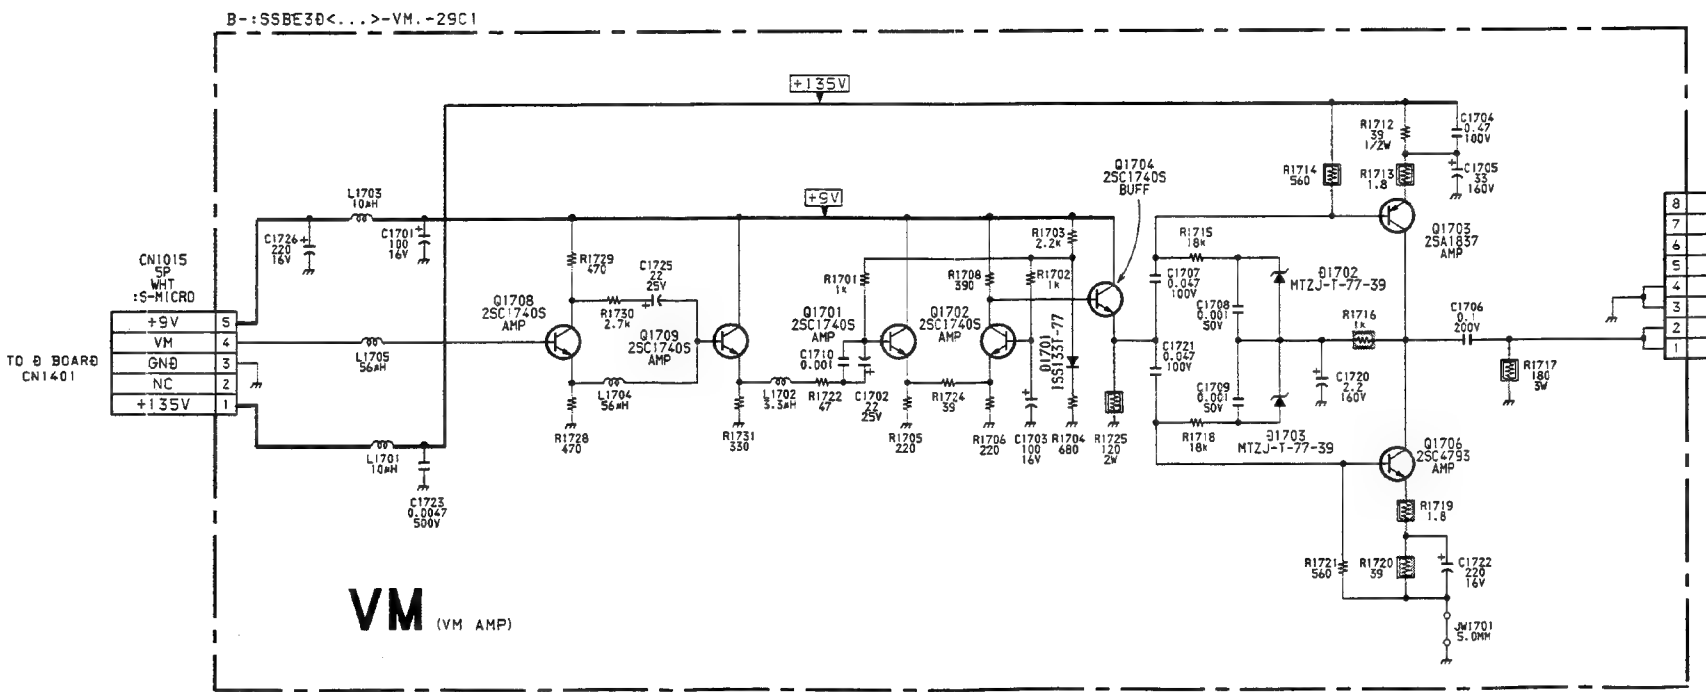 B-:SSBE3D<...>-VM.-29C1
+135V
R1712
39
1/2W
C1704
0.47
100V
R1714
560
R1713
1.8
C1705
33
160V
Q1704
2SC1740S
BUFF
L1703
10μH
+9V
C1726
220
16V
C1701
100
16V
R1703
2.2k
R1715
18k
Q1703
2SA1837
AMP
CN1015
5P
WHT
:S-MICRO
R1729
470
C1725
22
25V
R1701
1k
R1708
390
R1702
1k
C1707
0.047
100V
D1702
MTZJ-T-77-39
C1708
0.001
50V
Q1708
2SC1740S
AMP
R1730
2.7k
Q1709
2SC1740S
AMP
Q1701
2SC1740S
AMP
Q1702
2SC1740S
AMP
R1716
1k
C1706
0.1
200V
+9V 5
VM 4
GND 3
NC 2
+135V 1
TO D BOARD
CN1401
L1705
56μH
C1710
0.001
D1701
1SS133T-77
C1721
0.047
100V
8
7
6
5
4
3
2
1
L1704
56μH
L1702
3.3μH
R1722
47
C1702
22
25V
R1724
39
C1709
0.001
50V
C1720
2.2
160V
R1717
180
3W
R1728
470
R1731
330
R1705
220
R1706
220
C1703
100
16V
R1704
680
R1725
120
2W
R1718
18k
D1703
MTZJ-T-77-39
Q1706
2SC4793
AMP
L1701
10μH
C1723
0.0047
500V
R1719
1.8
R1721
560
R1720
39
C1722
220
16V
VM (VM AMP)
JW1701
5.0MM